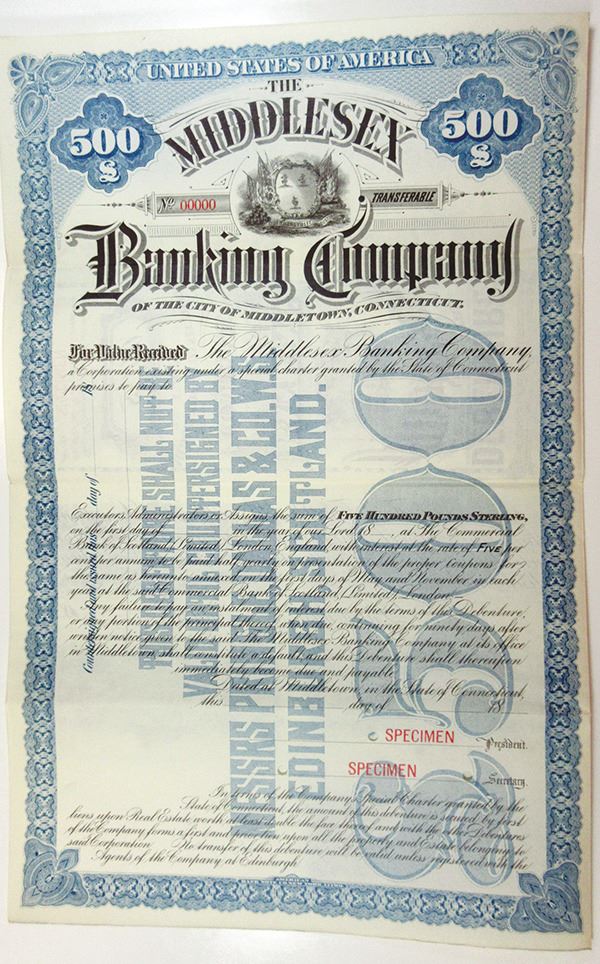 UNITED STATES OF AMERICA
THE
MIDDLESEX
500
$
500
$
No 00000
TRANSFERABLE
Banking Company
OF THE CITY OF MIDDLETOWN, CONNECTICUT.
For Value Received The Middlesex Banking Company,
a Corporation existing under a special charter granted by the State of Connecticut
promises to pay to
Executors, Administrators or Assigns, the sum of FIVE HUNDRED POUNDS STERLING,
on the first day of in the year of our Lord 18 , at The Commercial
Bank of Scotland, Limited, London, England, with interest at the rate of FIVE per
cent per annum to be paid half yearly on presentation of the proper Coupons for
the same as hereunto annexed, on the first days of May and November in each
year at the said Commercial Bank of Scotland, Limited, London.
Any failure to pay an instalment of interest due by the terms of the Debenture,
or any portion of the principal thereof when due, continuing for ninety days after
written notice given to the said The Middlesex Banking Company at its office
in Middletown, shall constitute a default, and this Debenture shall thereupon
immediately become due and payable.
Dated at Middletown, in the State of Connecticut,
this day of 18
SPECIMEN President.
SPECIMEN Secretary.
In terms of the Company's Special Charter granted by the
State of Connecticut, the amount of this debenture is secured by first
liens upon Real Estate worth at least double the face thereof and with the other Debentures
of the Company forms a first and prior lien upon all the property and Estate belonging to
said Corporation. No transfer of this debenture will be valid unless registered with the
Agents of the Company at Edinburgh
Countersigned and issued this day of
18
SHALL NOT
COUNTERSIGNED B
& CO. W.
EDINBURGH SCOTLAND.
£500